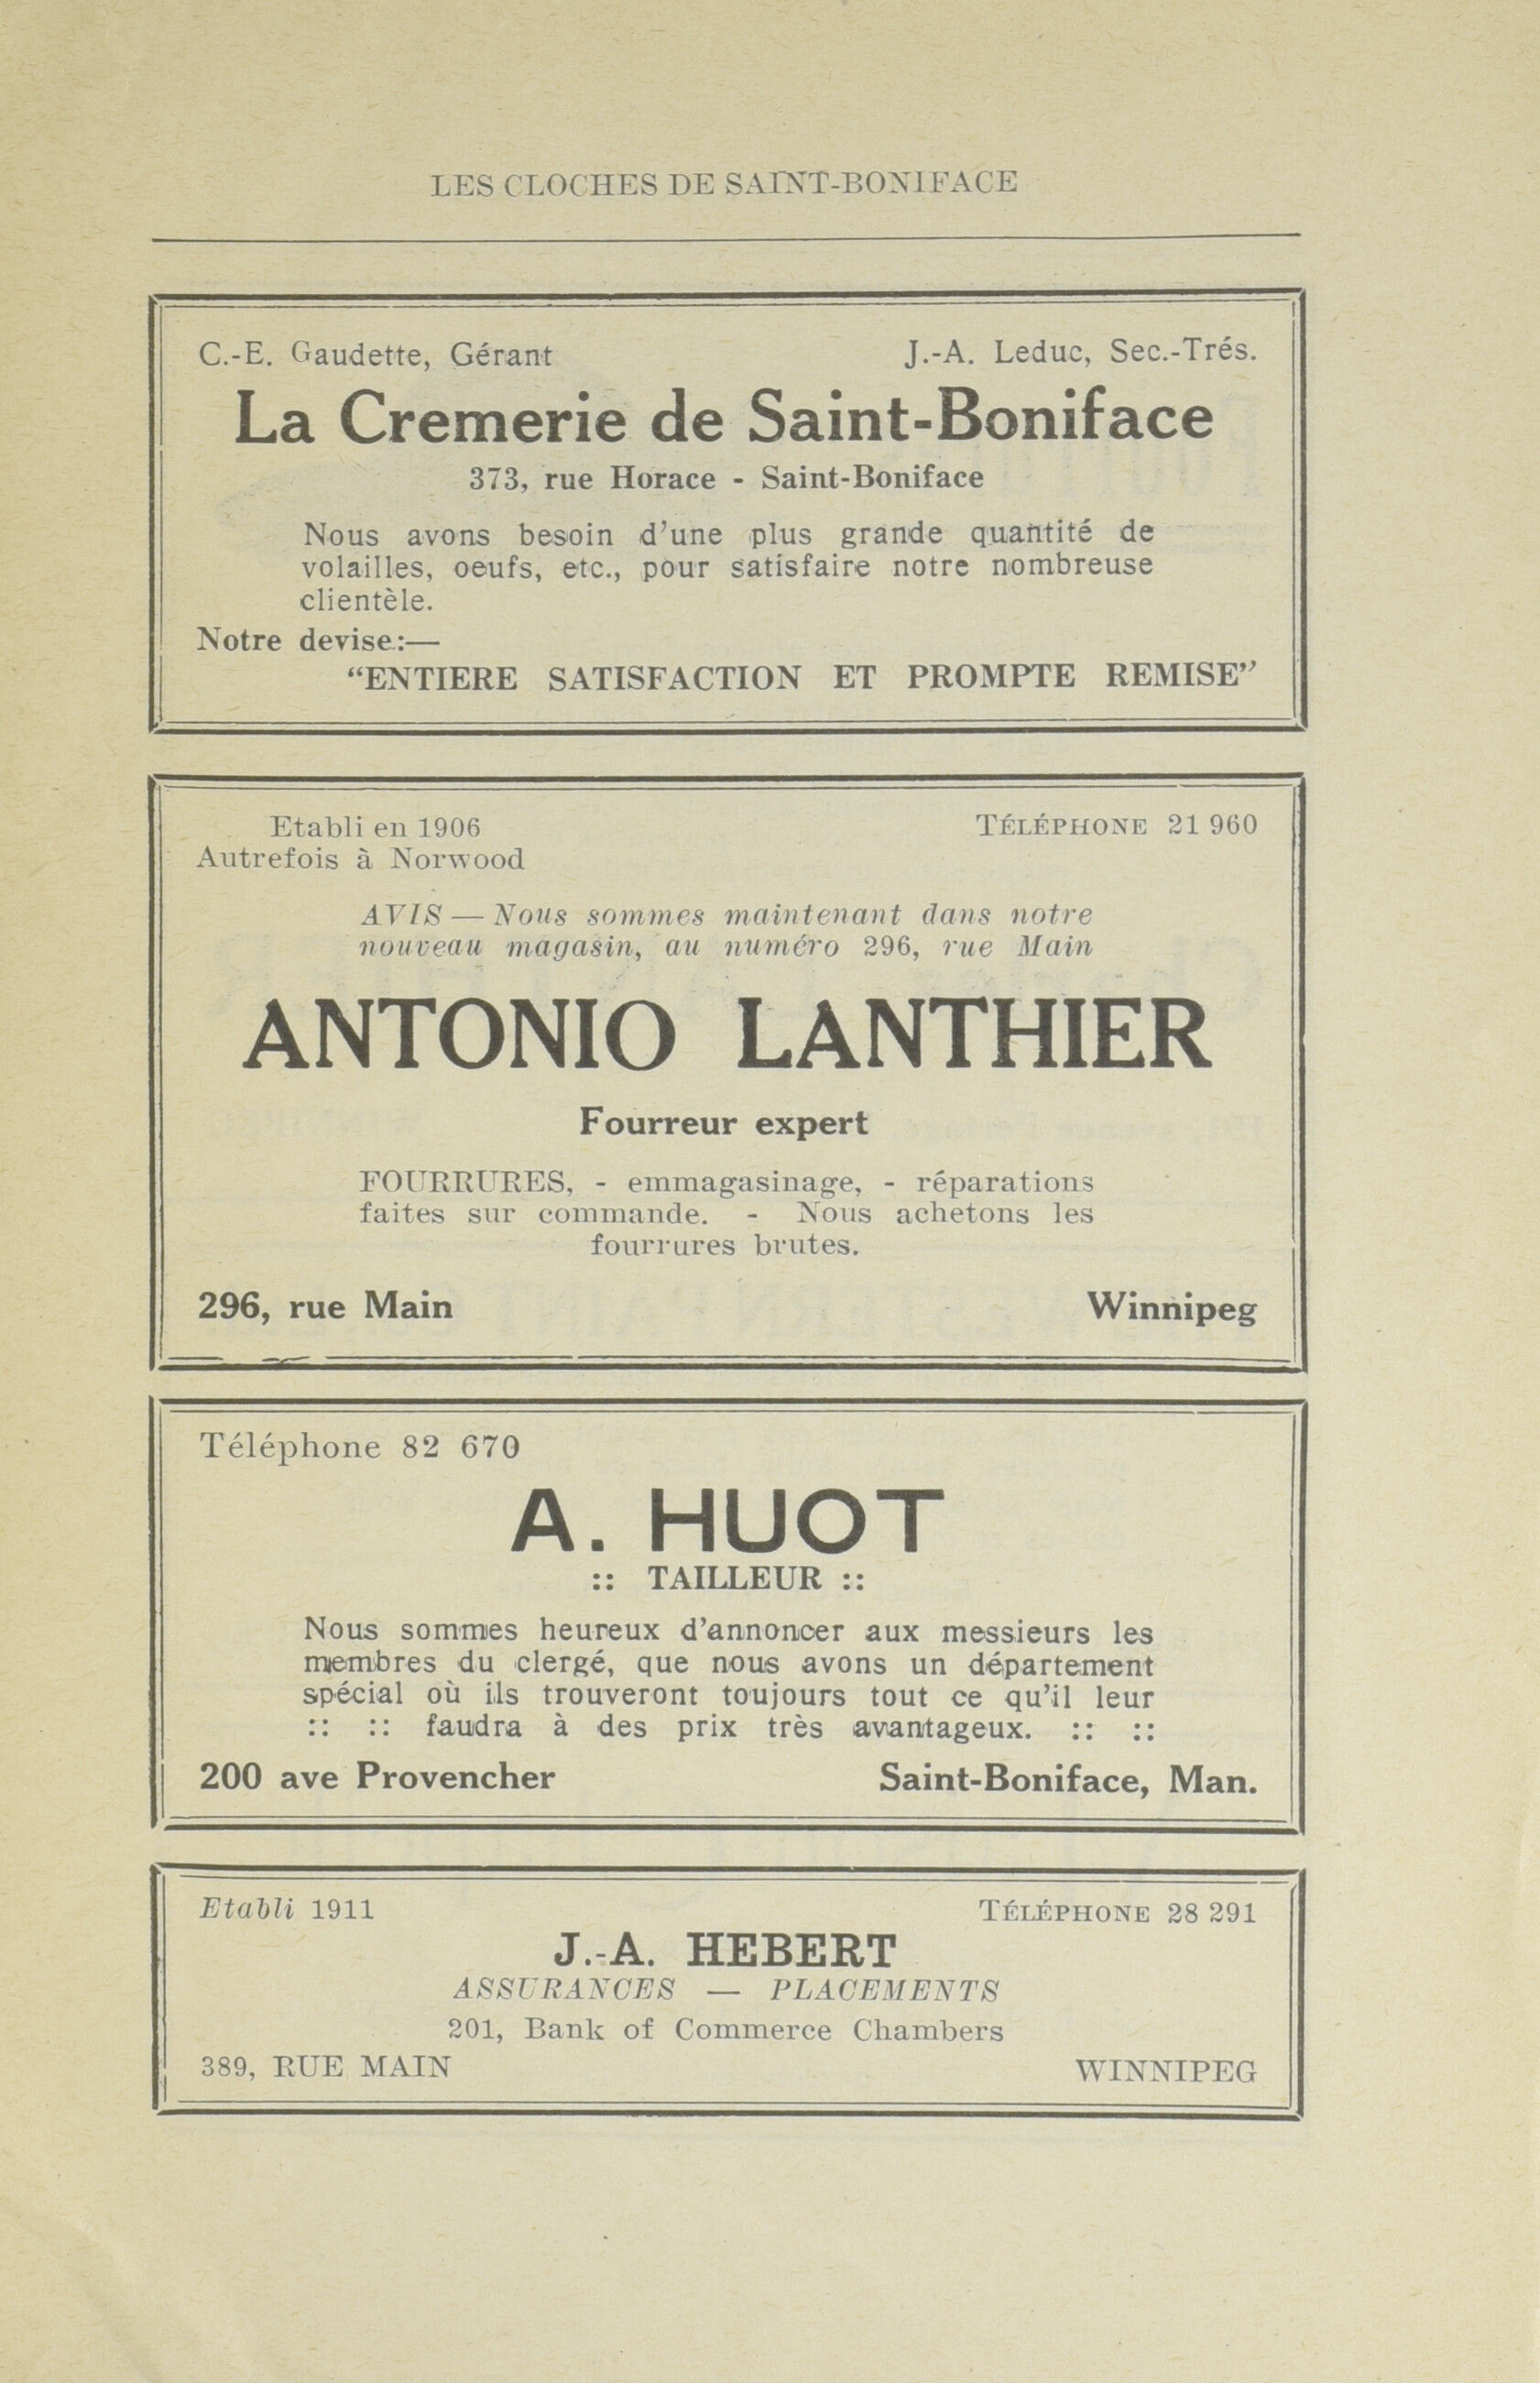 LES CLOCHES DE SAINT-BONIFACE
C.-E. Gaudette, Gérant J.-A. Leduc, Sec.-Trés.
La Cremerie de Saint-Boniface
373, rue Horace - Saint-Boniface
Nous avons besoin d'une plus grande quantité de
volailles, oeufs, etc., pour satisfaire notre nombreuse
clientèle.
Notre devise:—
"ENTIERE SATISFACTION ET PROMPTE REMISE"
Etabli en 1906 TÉLÉPHONE 21 960
Autrefois à Norwood
AVIS — Nous sommes maintenant dans notre
nouveau magasin, au numéro 296, rue Main
ANTONIO LANTHIER
Fourreur expert
FOURRURES, - emmagasinage, - réparations
faites sur commande. - Nous achetons les
fourrures brutes.
296, rue Main Winnipeg
Téléphone 82 670
A. HUOT
:: TAILLEUR ::
Nous sommes heureux d'annoncer aux messieurs les
membres du clergé, que nous avons un département
spécial où ils trouveront toujours tout ce qu'il leur
:: :: faudra à des prix très avantageux. :: ::
200 ave Provencher Saint-Boniface, Man.
Etabli 1911 TÉLÉPHONE 28 291
J.-A. HEBERT
ASSURANCES — PLACEMENTS
201, Bank of Commerce Chambers
389, RUE MAIN WINNIPEG